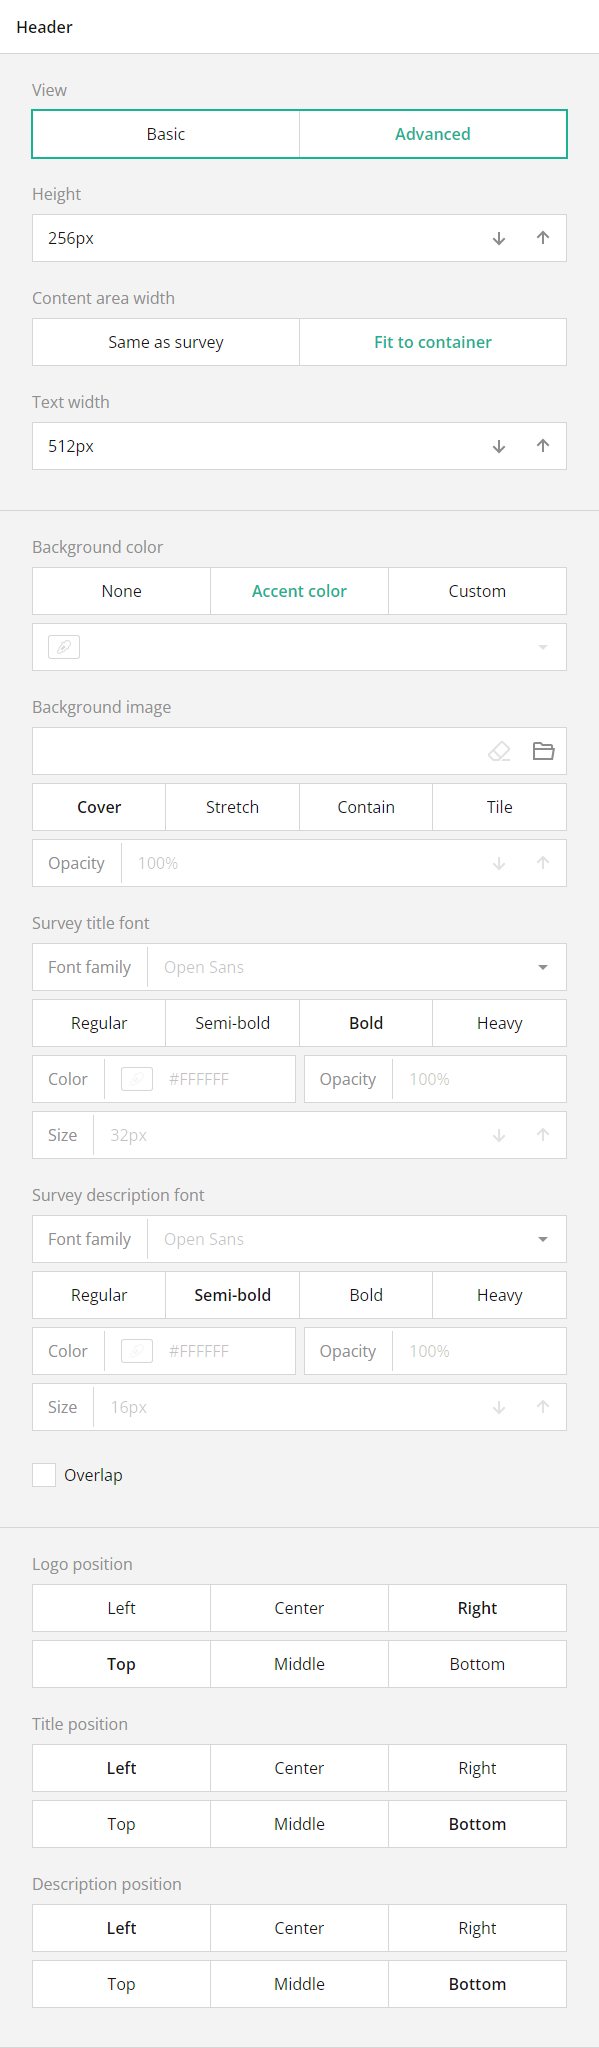 Header
View
Basic Advanced
Height
256px
Content area width
Same as survey Fit to container
Text width
512px
Background color
None Accent color Custom
Background image
Cover Stretch Contain Tile
Opacity 100%
Survey title font
Font family Open Sans
Regular Semi-bold Bold Heavy
Color #FFFFFF Opacity 100%
Size 32px
Survey description font
Font family Open Sans
Regular Semi-bold Bold Heavy
Color #FFFFFF Opacity 100%
Size 16px
Overlap
Logo position
Left Center Right
Top Middle Bottom
Title position
Left Center Right
Top Middle Bottom
Description position
Left Center Right
Top Middle Bottom